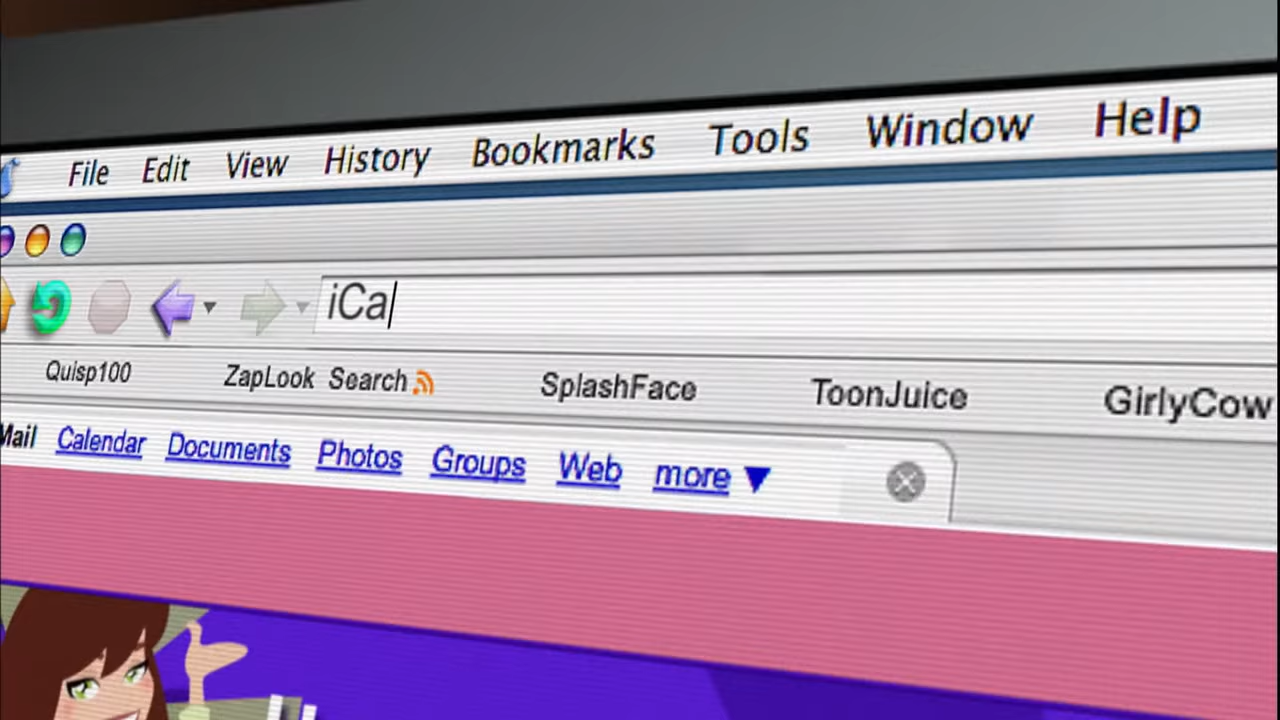 File Edit View History Bookmarks Tools Window Help
iCa
Quisp100 ZapLook Search SplashFace ToonJuice GirlyCow
Mail Calendar Documents Photos Groups Web more